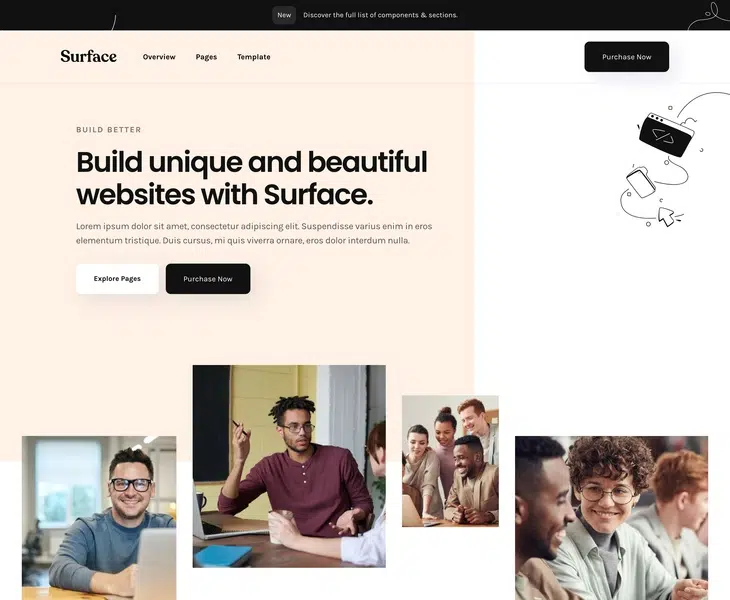 New Discover the full list of components & sections.
Surface Overview Pages Template Purchase Now
BUILD BETTER
Build unique and beautiful
websites with Surface.
Lorem ipsum dolor sit amet, consectetur adipiscing elit. Suspendisse varius enim in eros
elementum tristique. Duis cursus, mi quis viverra ornare, eros dolor interdum nulla.
Explore Pages Purchase Now